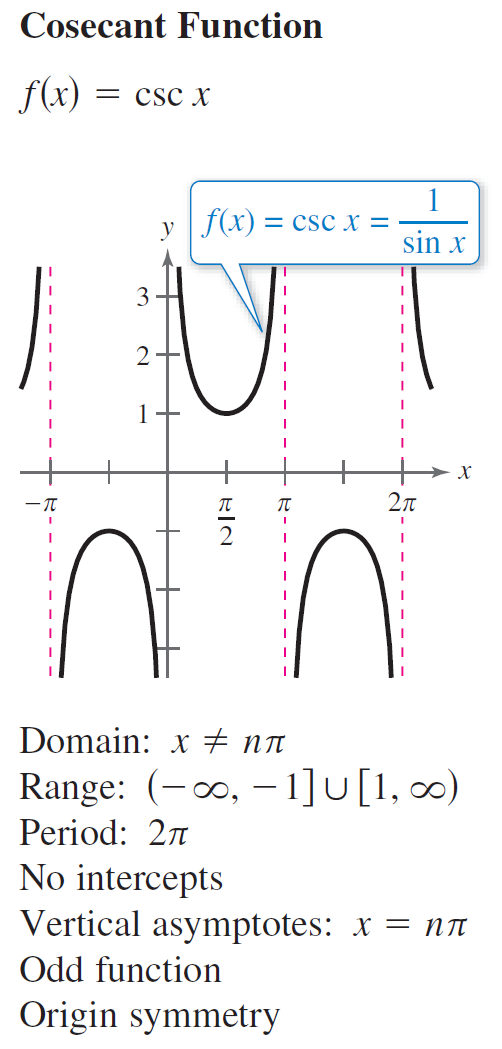 Cosecant Function
f(x) = csc x
f(x) = csc x = 1/sin x
y
3
2
1
x
−π
π/2
π
2π
Domain: x ≠ nπ
Range: (−∞, −1] ∪ [1, ∞)
Period: 2π
No intercepts
Vertical asymptotes: x = nπ
Odd function
Origin symmetry